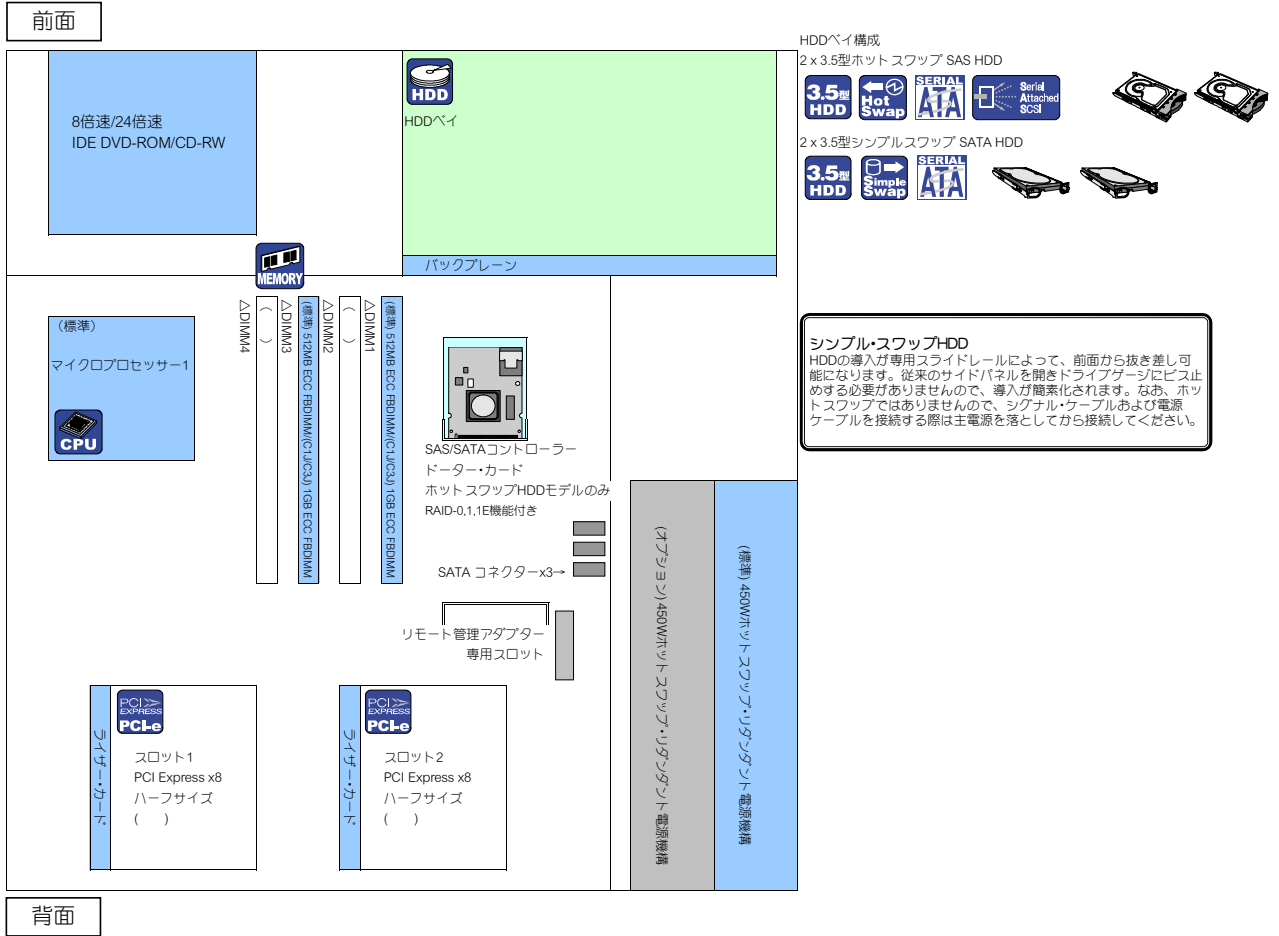 前面
8倍速/24倍速
IDE DVD-ROM/CD-RW
HDD
HDDベイ
バックプレーン
HDDベイ構成
2 x 3.5型ホットスワップ SAS HDD
3.5型 HDD
Hot Swap
SERIAL ATA
Serial Attached SCSI
2 x 3.5型シンプルスワップ SATA HDD
3.5型 HDD
Simple Swap
SERIAL ATA
シンプル・スワップHDD
HDDの導入が専用スライドレールによって、前面から抜き差し可
能になります。従来のサイドパネルを開きドライブゲージにビス止
めする必要がありませんので、導入が簡素化されます。なお、ホッ
トスワップではありませんので、シグナル・ケーブルおよび電源
ケーブルを接続する際は主電源を落としてから接続してください。
MEMORY
(標準)
マイクロプロセッサー1
CPU
△DIMM4
( )
△DIMM3
(標準) 512MB ECC FBDIMM/(C1J/C3J) 1GB ECC FBDIMM
△DIMM2
( )
△DIMM1
(標準) 512MB ECC FBDIMM/(C1J/C3J) 1GB ECC FBDIMM
SAS/SATAコントローラー
ドーター・カード
ホットスワップHDDモデルのみ
RAID-0,1,1E機能付き
SATA コネクターx3→
リモート管理アダプター
専用スロット
(オプション) 450Wホットスワップ・リダンダント電源機構
(標準) 450Wホットスワップ・リダンダント電源機構
ライザー・カード
PCI EXPRESS
PCI-e
スロット1
PCI Express x8
ハーフサイズ
( )
ライザー・カード
PCI EXPRESS
PCI-e
スロット2
PCI Express x8
ハーフサイズ
( )
背面